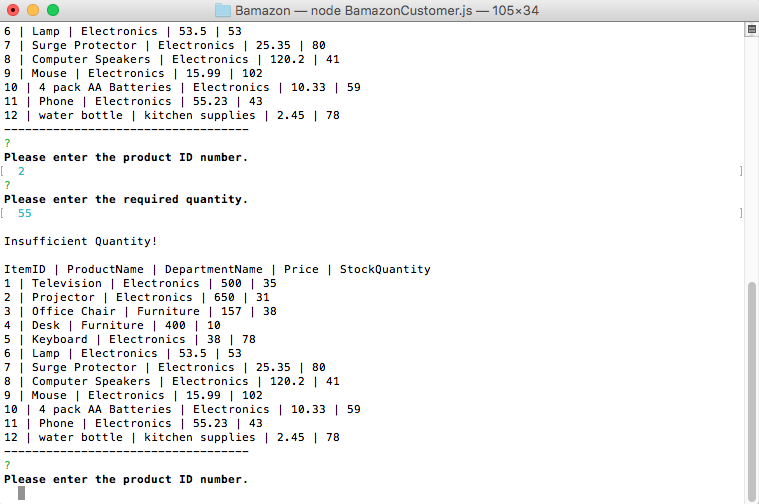 Bamazon — node BamazonCustomer.js — 105×34
6 | Lamp | Electronics | 53.5 | 53
7 | Surge Protector | Electronics | 25.35 | 80
8 | Computer Speakers | Electronics | 120.2 | 41
9 | Mouse | Electronics | 15.99 | 102
10 | 4 pack AA Batteries | Electronics | 10.33 | 59
11 | Phone | Electronics | 55.23 | 43
12 | water bottle | kitchen supplies | 2.45 | 78
-----------------------------------
?
Please enter the product ID number.
[ 2 ]
?
Please enter the required quantity.
[ 55 ]
Insufficient Quantity!
ItemID | ProductName | DepartmentName | Price | StockQuantity
1 | Television | Electronics | 500 | 35
2 | Projector | Electronics | 650 | 31
3 | Office Chair | Furniture | 157 | 38
4 | Desk | Furniture | 400 | 10
5 | Keyboard | Electronics | 38 | 78
6 | Lamp | Electronics | 53.5 | 53
7 | Surge Protector | Electronics | 25.35 | 80
8 | Computer Speakers | Electronics | 120.2 | 41
9 | Mouse | Electronics | 15.99 | 102
10 | 4 pack AA Batteries | Electronics | 10.33 | 59
11 | Phone | Electronics | 55.23 | 43
12 | water bottle | kitchen supplies | 2.45 | 78
-----------------------------------
?
Please enter the product ID number.